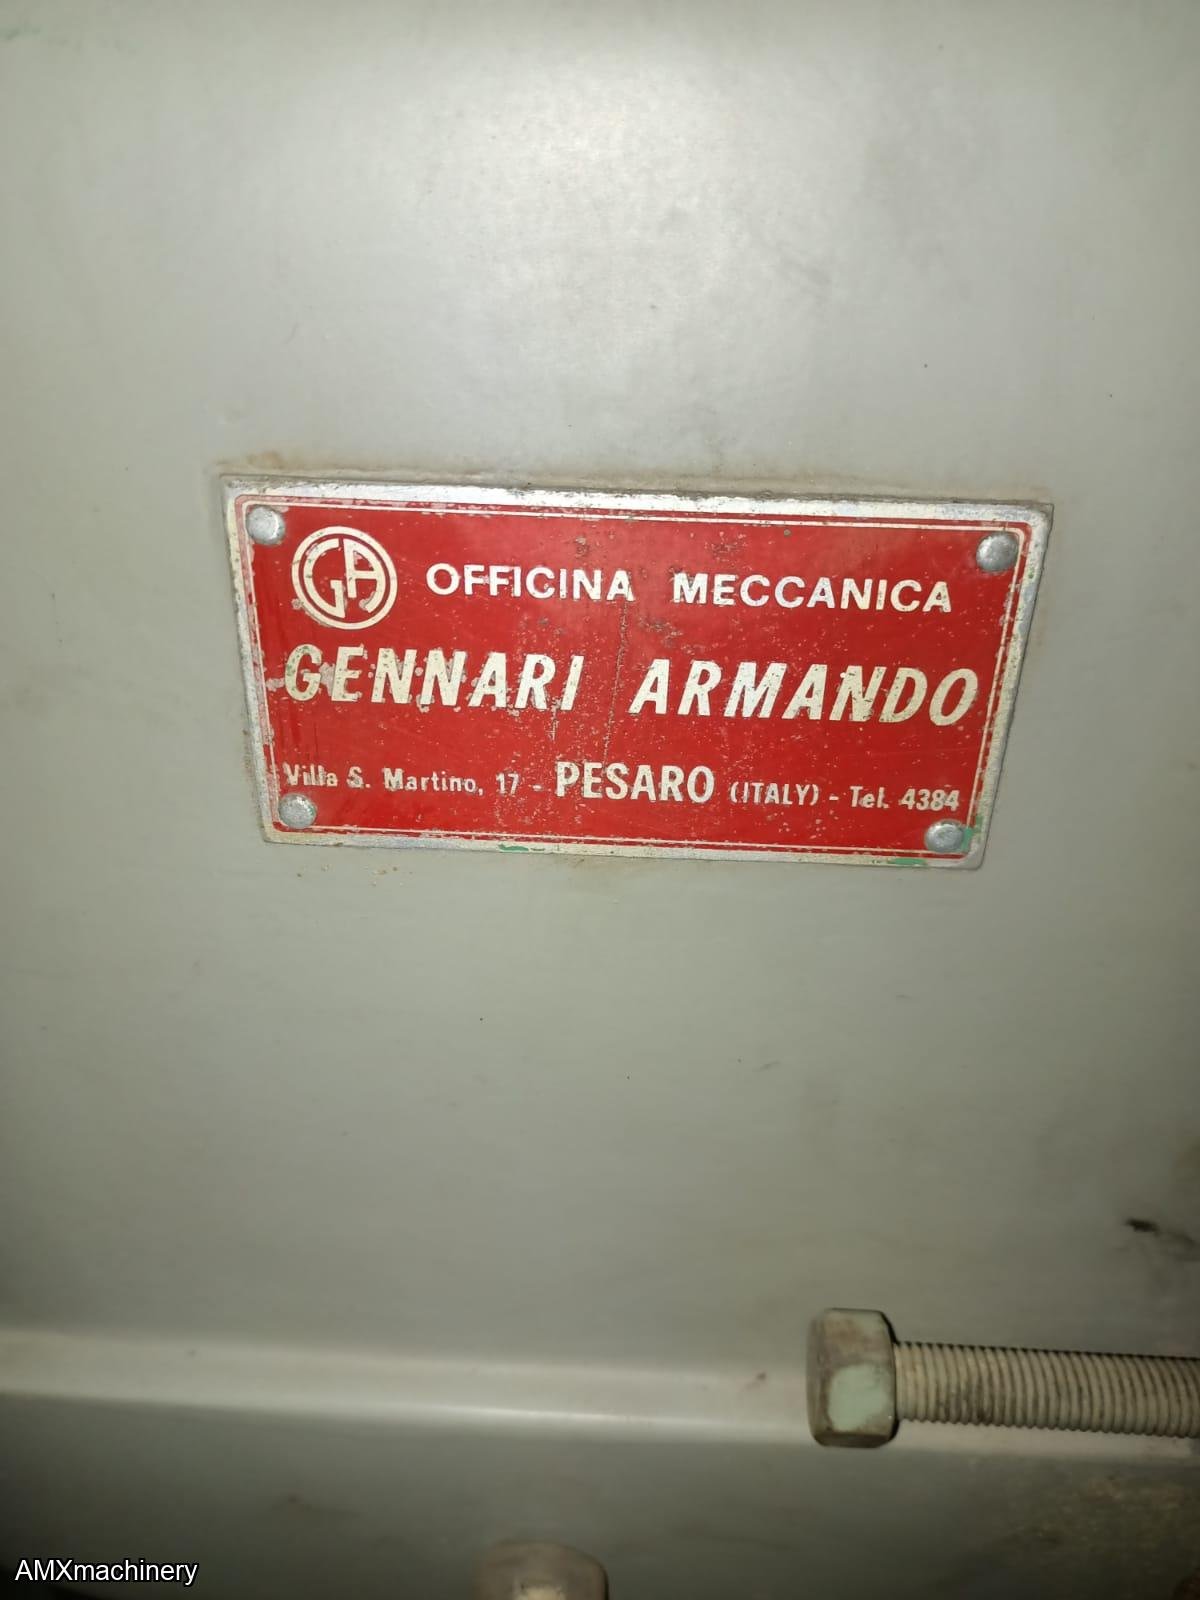 GA OFFICINA MECCANICA
GENNARI ARMANDO
Villa S. Martino, 17 - PESARO (ITALY) - Tel. 4384
AMXmachinery